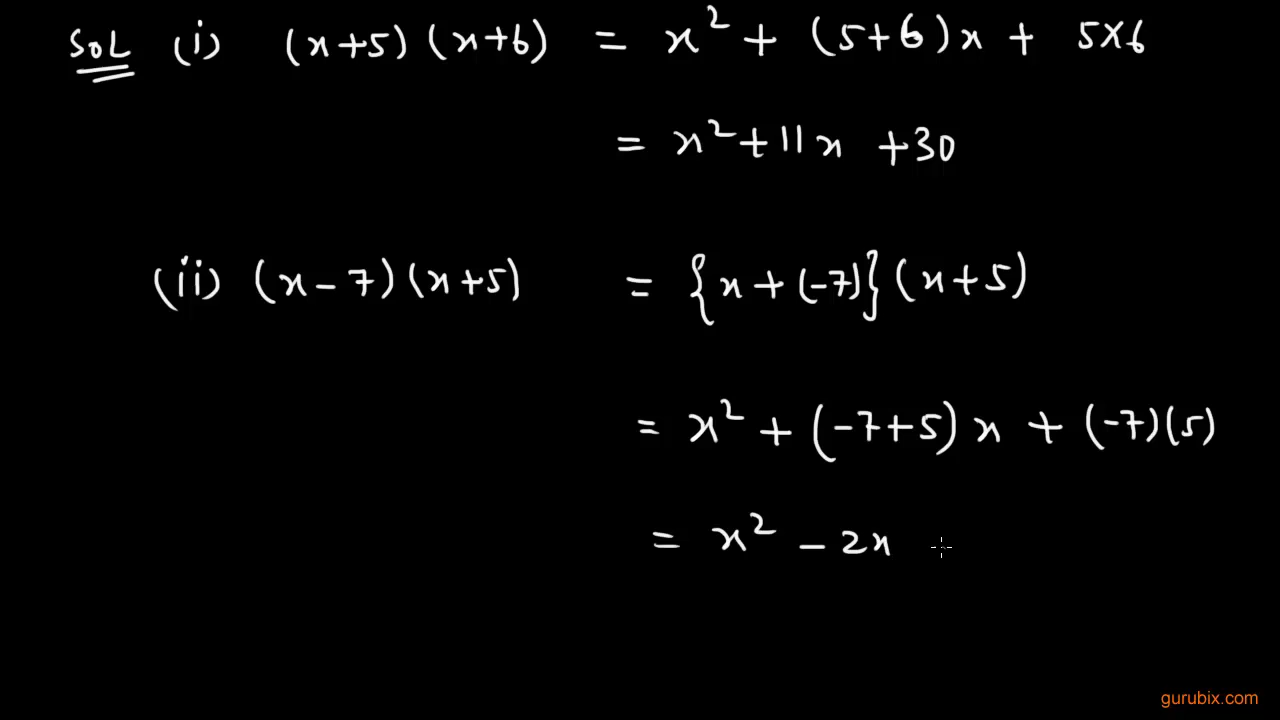 SOL (i) (x+5) (x+6) = x² + (5+6)x + 5×6
= x² + 11x + 30
(ii) (x-7)(x+5) = {x + (-7)}(x+5)
= x² + (-7+5)x + (-7)(5)
= x² - 2x
gurubix.com